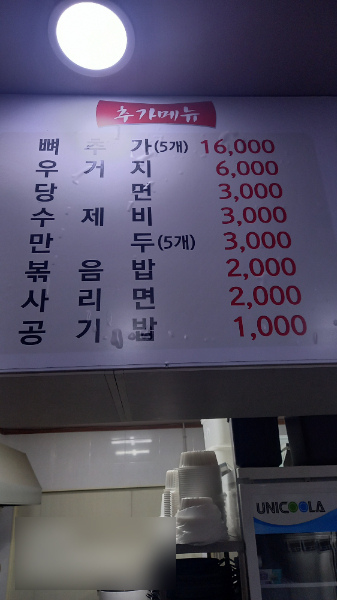 추가메뉴
뼈추가(5개) 16,000
우거지 6,000
당면 3,000
수제비 3,000
만두(5개) 3,000
볶음밥 2,000
사리면 2,000
공기밥 1,000
UNICOOLA